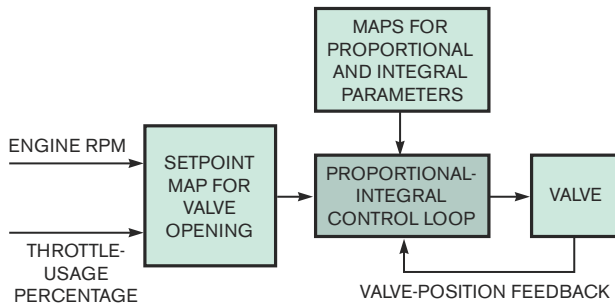 MAPS FOR
PROPORTIONAL
AND INTEGRAL
PARAMETERS
ENGINE RPM
SETPOINT
MAP FOR
VALVE
OPENING
PROPORTIONAL-
INTEGRAL
CONTROL LOOP
VALVE
THROTTLE-
USAGE
PERCENTAGE
VALVE-POSITION FEEDBACK